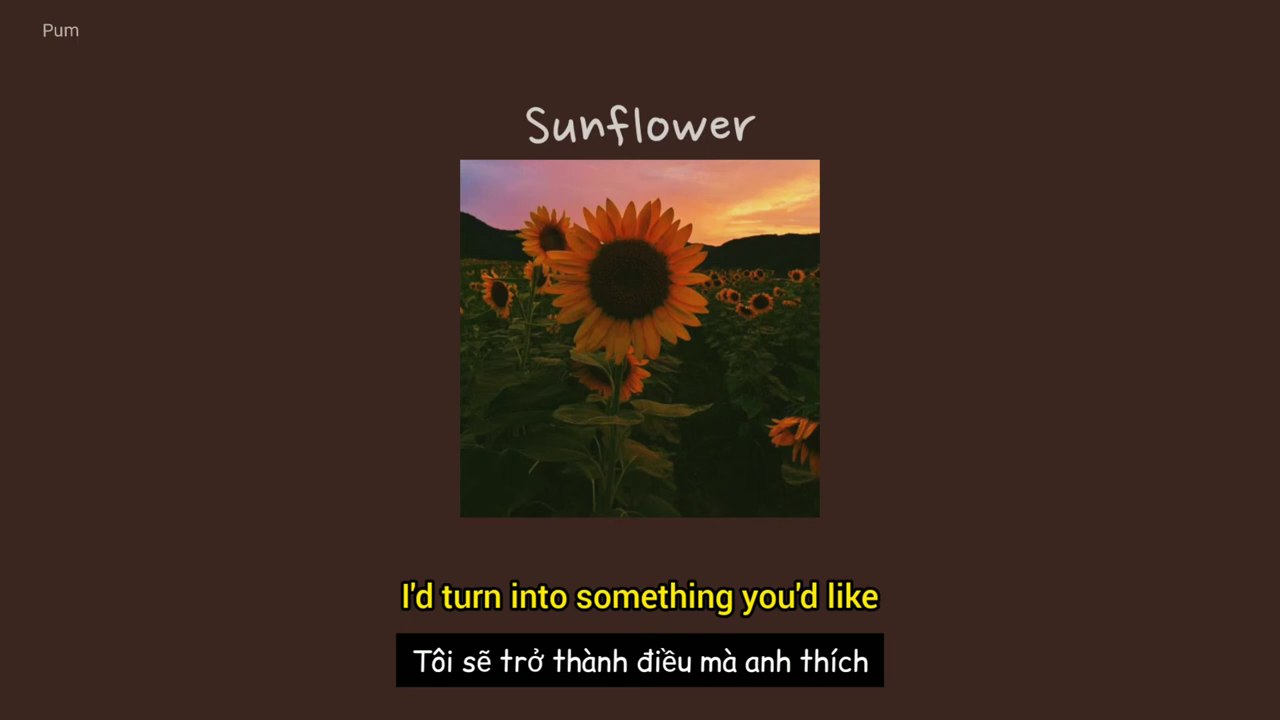 Pum
Sunflower
I'd turn into something you'd like
Tôi sẽ trở thành điều mà anh thích